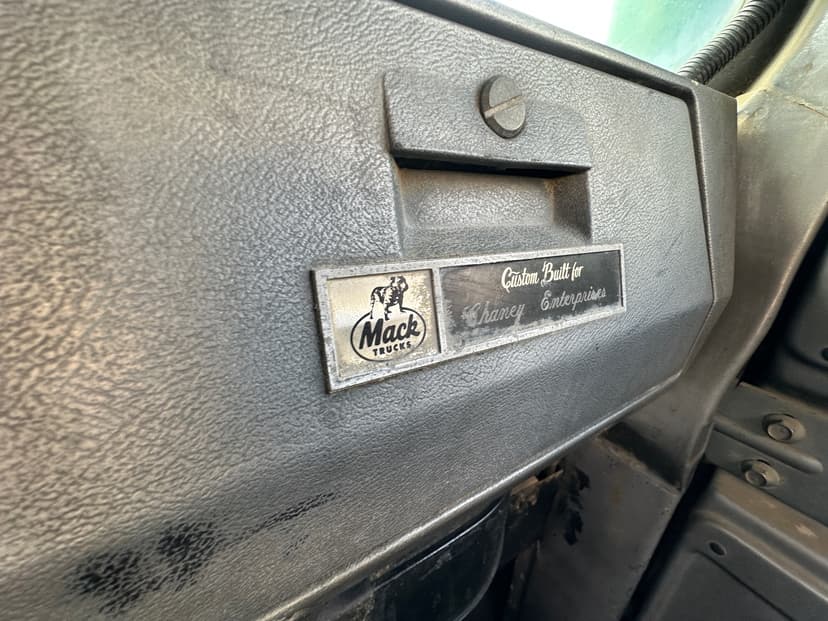 Mack
TRUCKS
Custom Built for
Chaney Enterprises